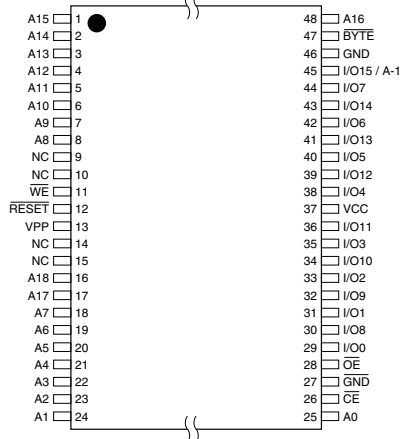 A15 1 48 A16
A14 2 47 BYTE
A13 3 46 GND
A12 4 45 I/O15 / A-1
A11 5 44 I/O7
A10 6 43 I/O14
A9 7 42 I/O6
A8 8 41 I/O13
NC 9 40 I/O5
NC 10 39 I/O12
WE 11 38 I/O4
RESET 12 37 VCC
VPP 13 36 I/O11
NC 14 35 I/O3
NC 15 34 I/O10
A18 16 33 I/O2
A17 17 32 I/O9
A7 18 31 I/O1
A6 19 30 I/O8
A5 20 29 I/O0
A4 21 28 OE
A3 22 27 GND
A2 23 26 CE
A1 24 25 A0